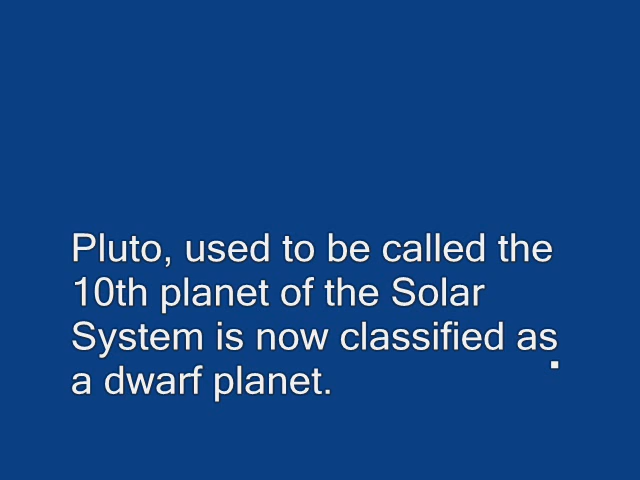 Pluto, used to be called the
10th planet of the Solar
System is now classified as
a dwarf planet.